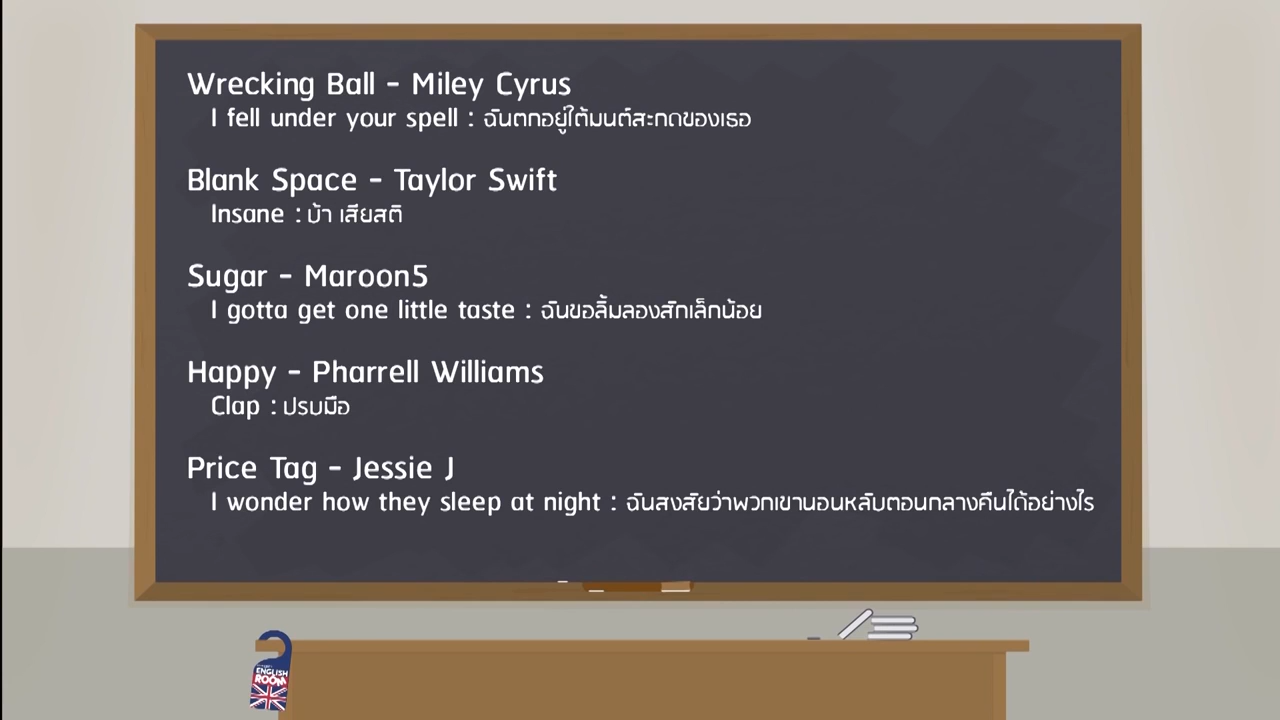 Wrecking Ball - Miley Cyrus
I fell under your spell : ฉันตกอยู่ใต้มนต์สะกดของเธอ
Blank Space - Taylor Swift
Insane : บ้า เสียสติ
Sugar - Maroon5
I gotta get one little taste : ฉันขอลิ้มลองสักเล็กน้อย
Happy - Pharrell Williams
Clap : ปรบมือ
Price Tag - Jessie J
I wonder how they sleep at night : ฉันสงสัยว่าพวกเขานอนหลับตอนกลางคืนได้อย่างไร
ENGLISH
ROOM